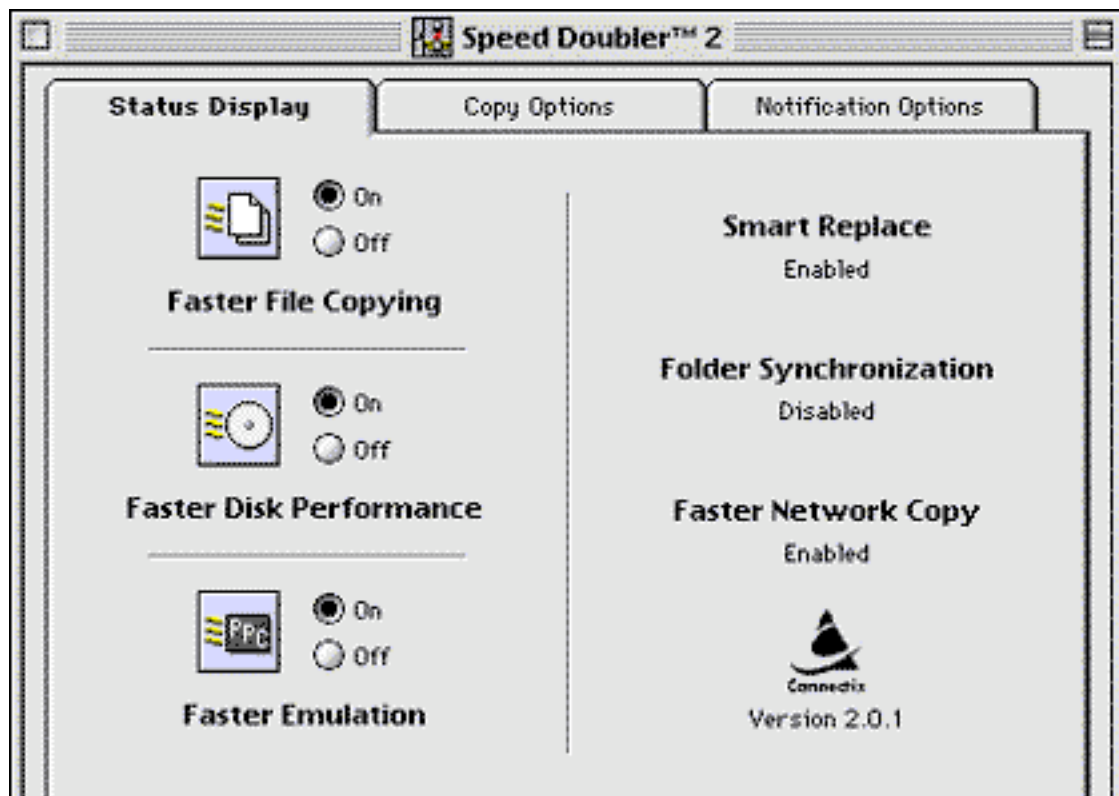 Speed Doubler™ 2
Status Display
Copy Options
Notification Options
On
Off
Faster File Copying
On
Off
Faster Disk Performance
PPC
On
Off
Faster Emulation
Smart Replace
Enabled
Folder Synchronization
Disabled
Faster Network Copy
Enabled
Connectix
Version 2.0.1